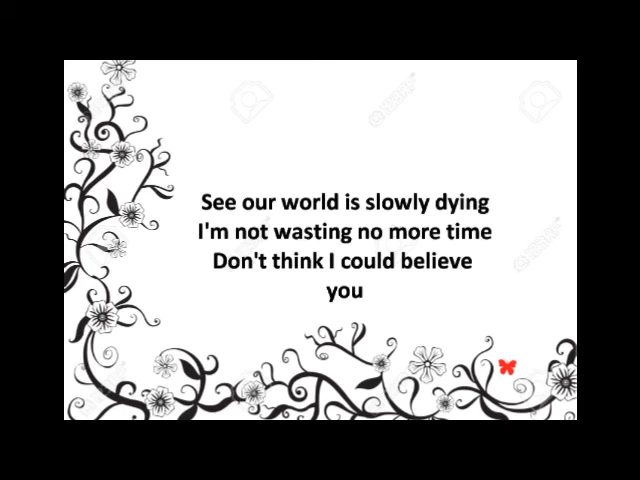 See our world is slowly dying
I'm not wasting no more time
Don't think I could believe
you